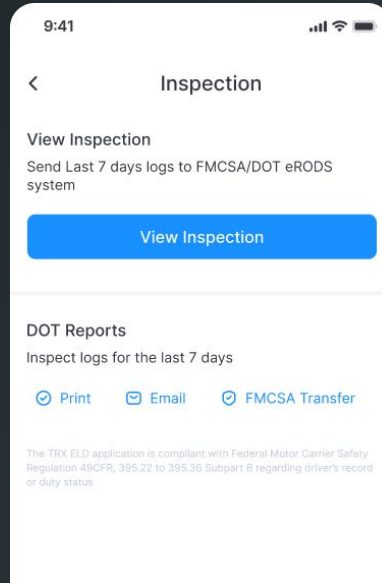 9:41
Inspection
View Inspection
Send Last 7 days logs to FMCSA/DOT eRODS
system
View Inspection
DOT Reports
Inspect logs for the last 7 days
Print Email FMCSA Transfer
The TRX ELD application is compliant with Federal Motor Carrier Safety
Regulation 49CFR, 395.22 to 395.36 Subpart B regarding driver's record
or duty status